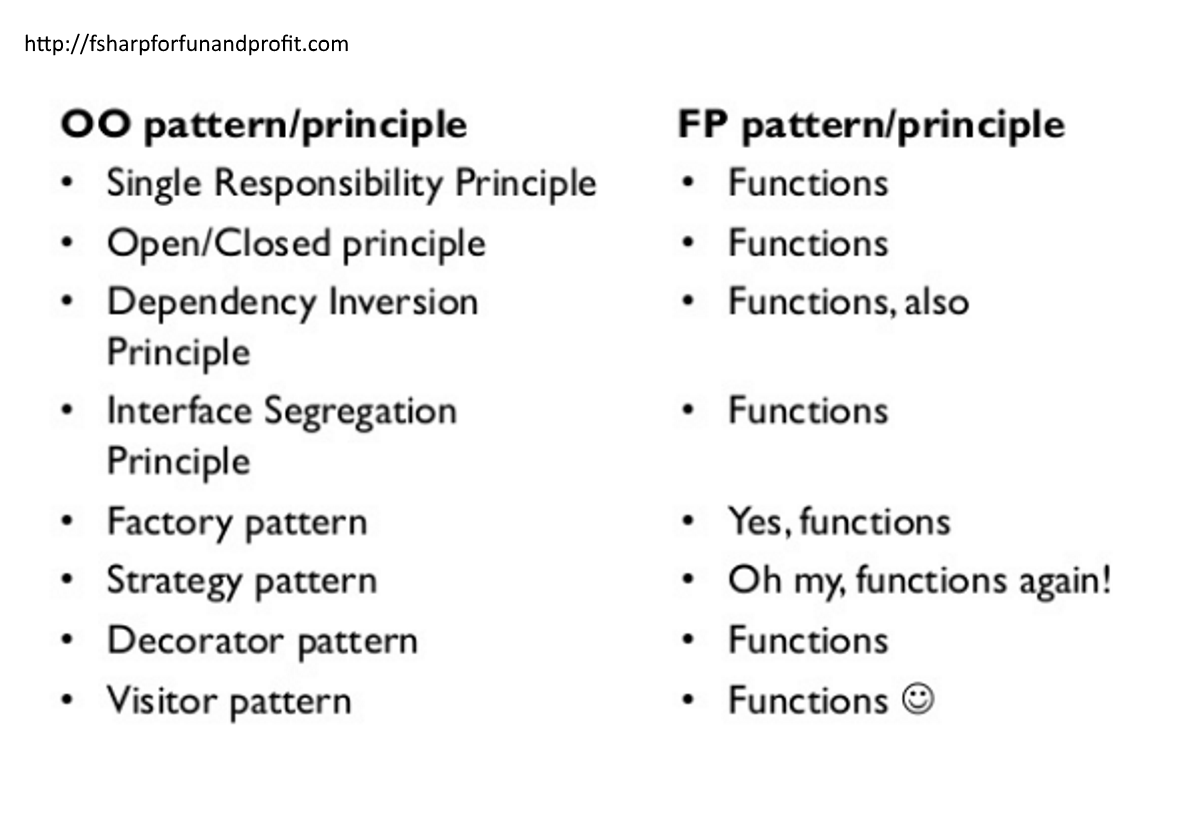 http://fsharpforfunandprofit.com
OO pattern/principle
• Single Responsibility Principle
• Open/Closed principle
• Dependency Inversion
Principle
• Interface Segregation
Principle
• Factory pattern
• Strategy pattern
• Decorator pattern
• Visitor pattern
FP pattern/principle
• Functions
• Functions
• Functions, also
• Functions
• Yes, functions
• Oh my, functions again!
• Functions
• Functions ☺